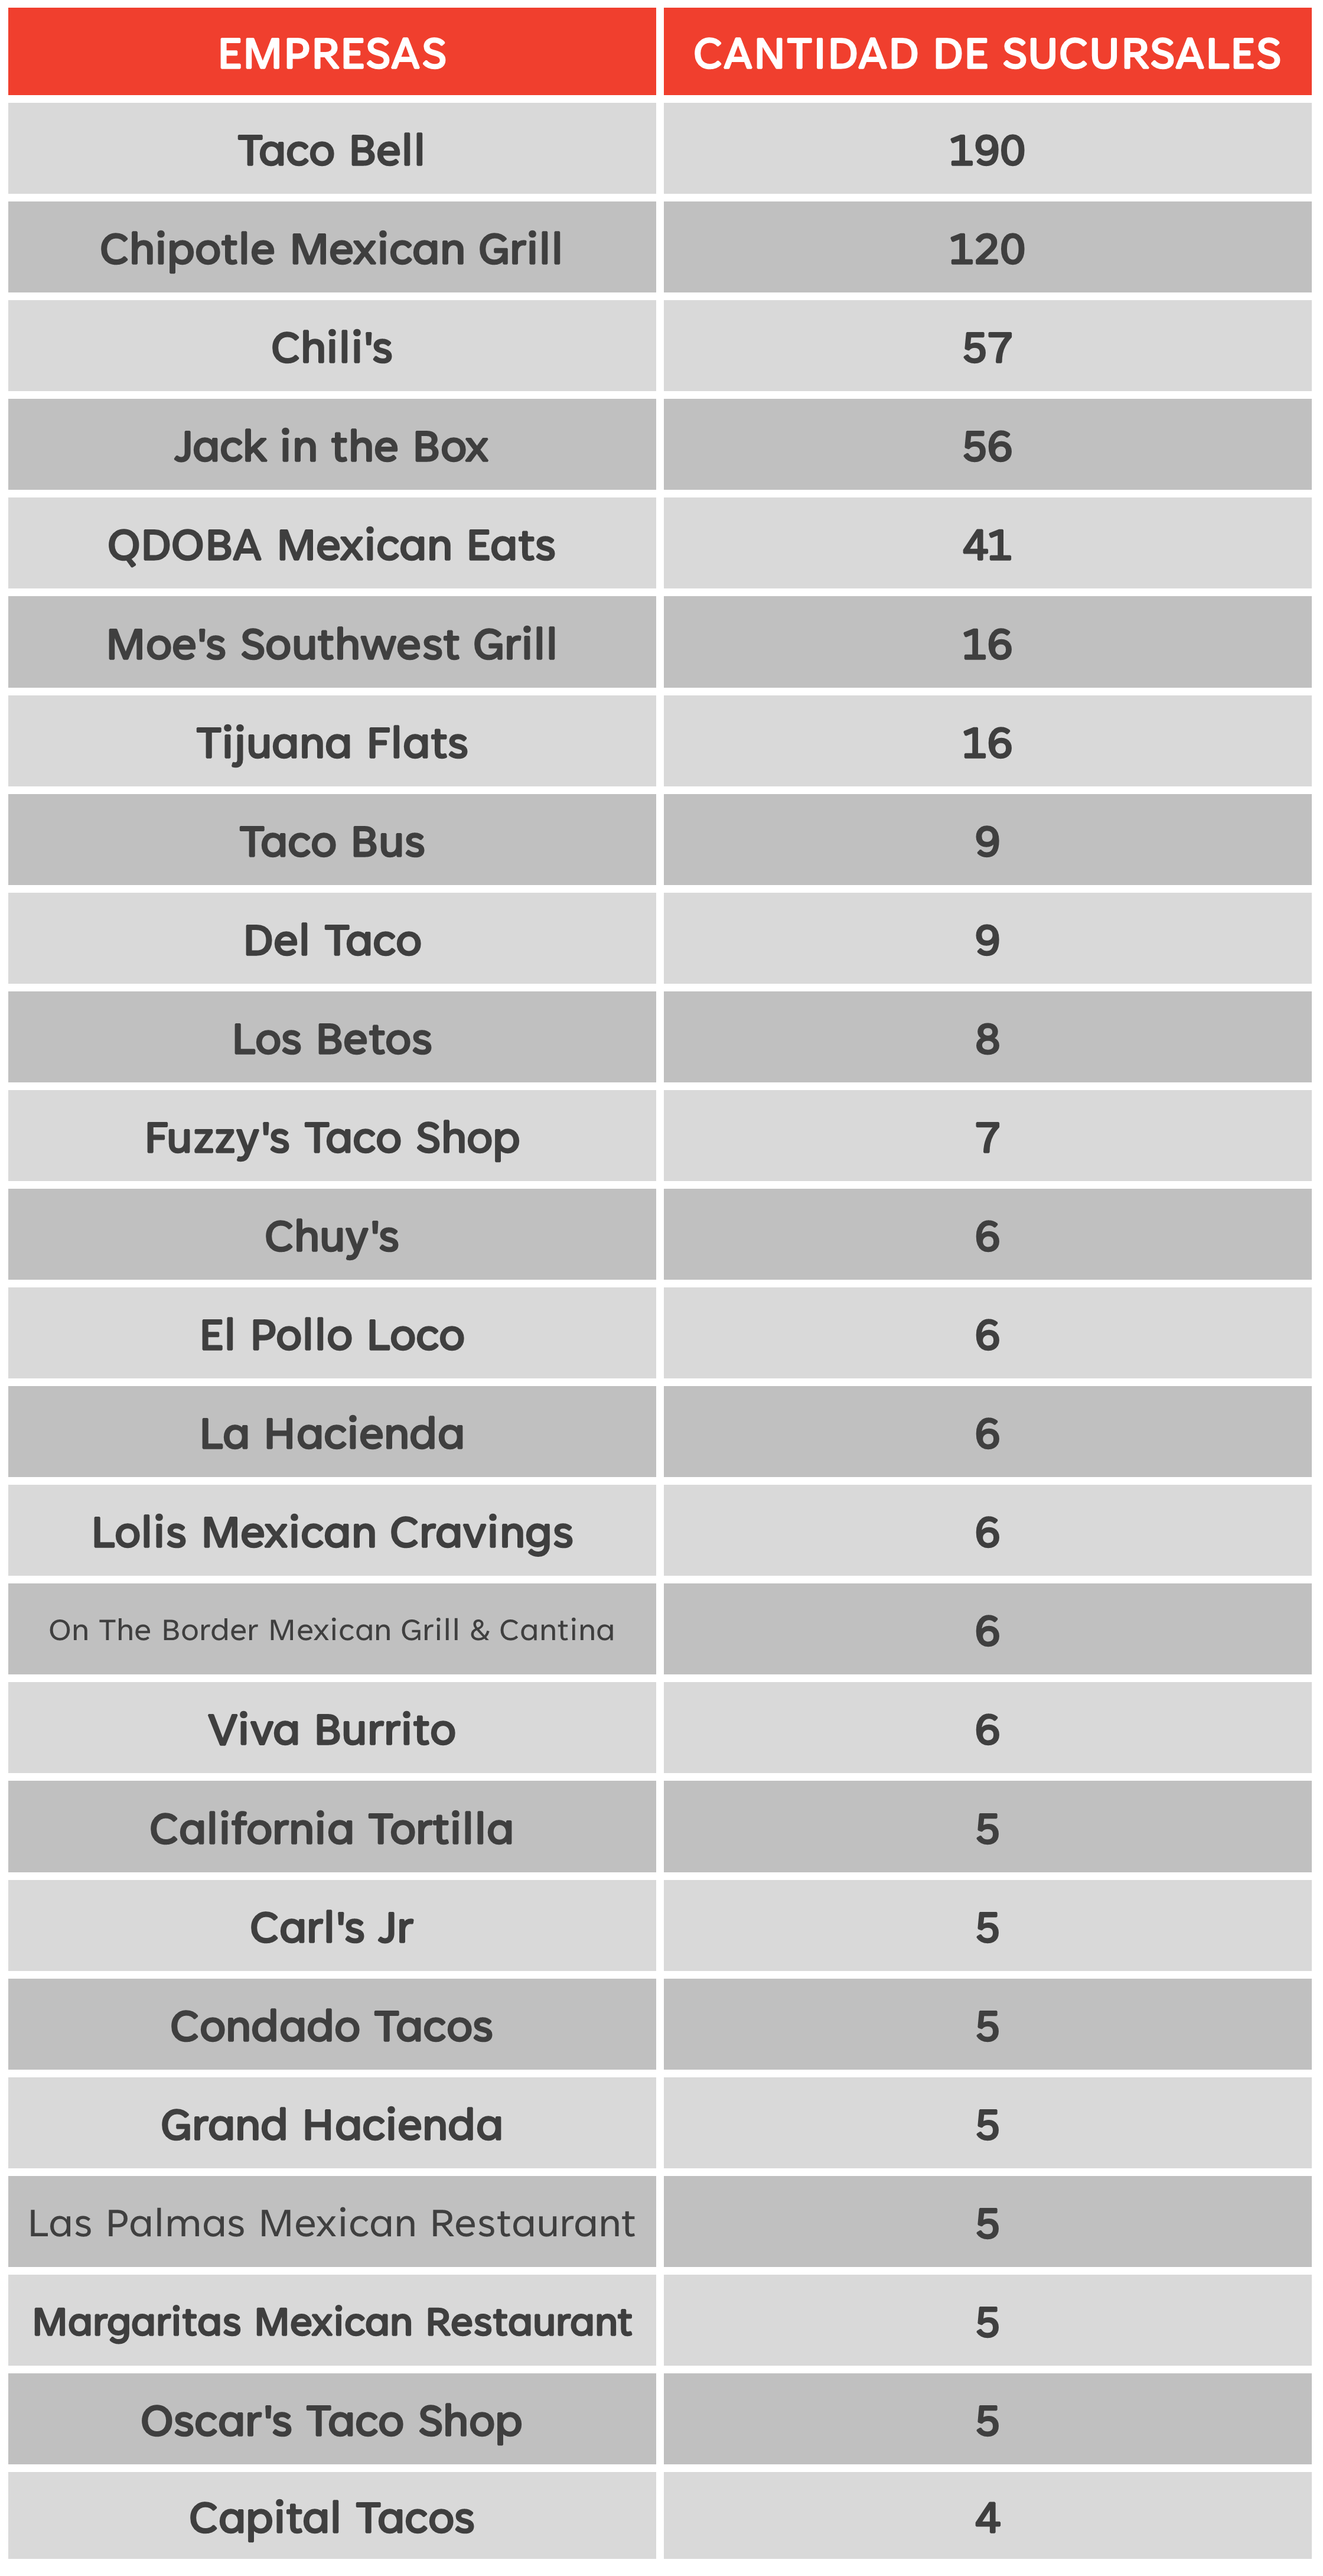 EMPRESAS CANTIDAD DE SUCURSALES
Taco Bell 190
Chipotle Mexican Grill 120
Chili's 57
Jack in the Box 56
QDOBA Mexican Eats 41
Moe's Southwest Grill 16
Tijuana Flats 16
Taco Bus 9
Del Taco 9
Los Betos 8
Fuzzy's Taco Shop 7
Chuy's 6
El Pollo Loco 6
La Hacienda 6
Lolis Mexican Cravings 6
On The Border Mexican Grill & Cantina 6
Viva Burrito 6
California Tortilla 5
Carl's Jr 5
Condado Tacos 5
Grand Hacienda 5
Las Palmas Mexican Restaurant 5
Margaritas Mexican Restaurant 5
Oscar's Taco Shop 5
Capital Tacos 4